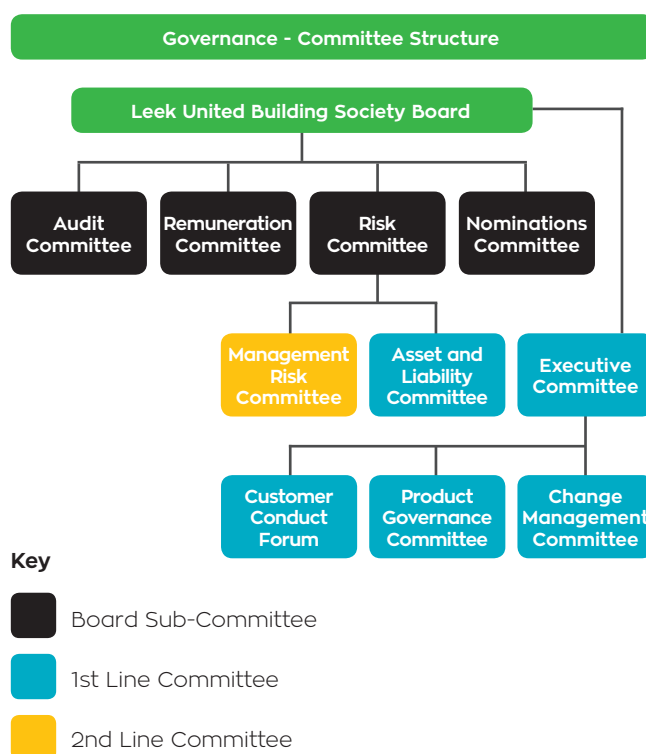 Governance - Committee Structure
Leek United Building Society Board
Audit
Committee
Remuneration
Committee
Risk
Committee
Nominations
Committee
Management
Risk
Committee
Asset and
Liability
Committee
Executive
Committee
Customer
Conduct
Forum
Product
Governance
Committee
Change
Management
Committee
Key
Board Sub-Committee
1st Line Committee
2nd Line Committee